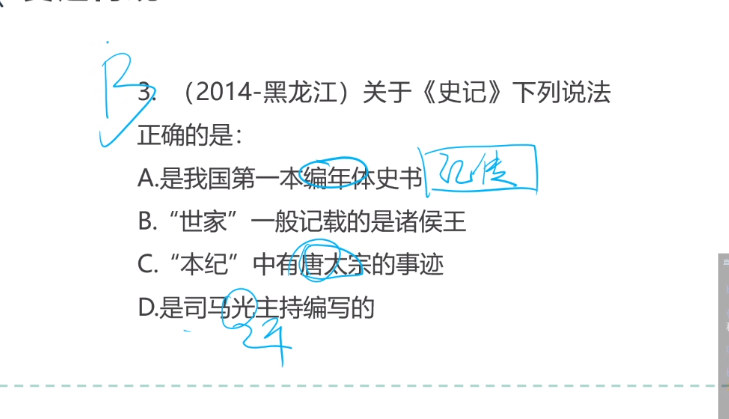 B
3. （2014-黑龙江）关于《史记》下列说法
正确的是：
A.是我国第一本编年体史书 纪传
B.“世家”一般记载的是诸侯王
C.“本纪”中有唐太宗的事迹
D.是司马光主持编写的